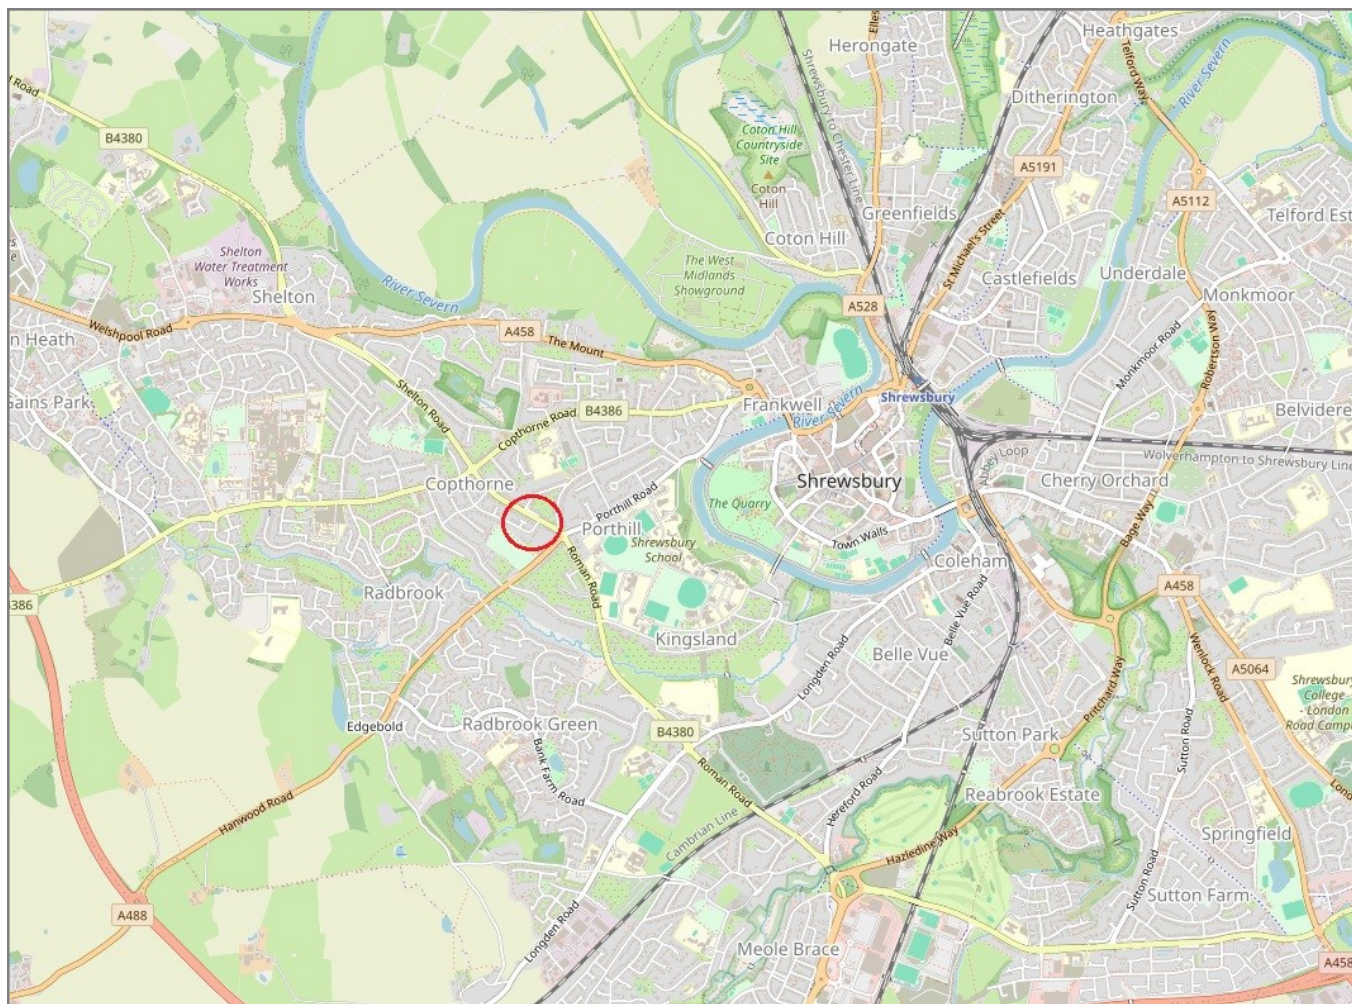 Herongate
Heathgates
Elles
Telford Way
River Severn
Road
B4380
Shrewsbury to Chester Line
Ditherington
Coton Hill
Countryside
Site
Coton
Hill
A5191
A5112
Greenfields
Telford Est
Coton Hill
St Michael's Street
Shelton
Water Treatment
Works
The West
Midlands
Showground
Castlefields
Underdale
Shelton
River Severn
A528
Monkmoor
Welshpool Road
A458
The Mount
n Heath
Monkmoor Road
Robertson Way
Gains Park
Shelton Road
Copthorne Road
B4386
Frankwell
River Severn
Shrewsbury
Belvidere
Abbey Loop
Wolverhampton to Shrewsbury Line
Copthorne
Shrewsbury
Cherry Orchard
The Quarry
Porthill Road
Porthill
Shrewsbury
School
Town Walls
Bage Way
Coleham
Roman Road
Radbrook
386
A458
Belle Vue Road
Kingsland
Belle Vue
Longden Road
Wenlock Road
A5064
Pritchard Way
Shrewsbury
College -
London
Road Campu
Edgebold
Radbrook Green
B4380
Sutton Park
Sutton Road
Bank Farm Road
Roman Road
Hereford Road
Reabrook Estate
Lon
Hanwood Road
Cambrian Line
Hazledine Way
Springfield
Sutton Road
Sutton Farm
A488
Longden Road
Meole Brace
A458